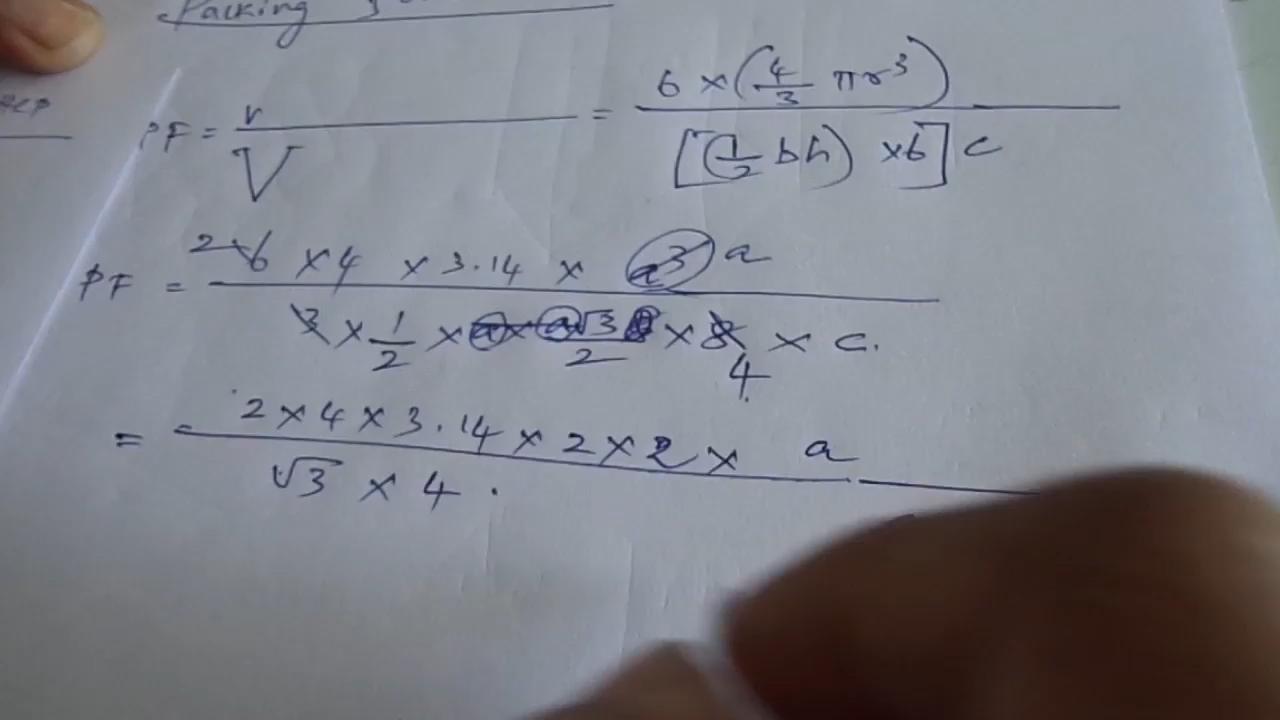 Packing
HCP
PF = v / V = 6 × (4/3 πr³) / [(1/2 bh) × 6] c
PF = 2 6 × 4 × 3.14 × a³ a / 3 × 1/2 × a × a√3/2 × 8 4 × c.
= 2 × 4 × 3.14 × 2 × 2 × a / √3 × 4 .